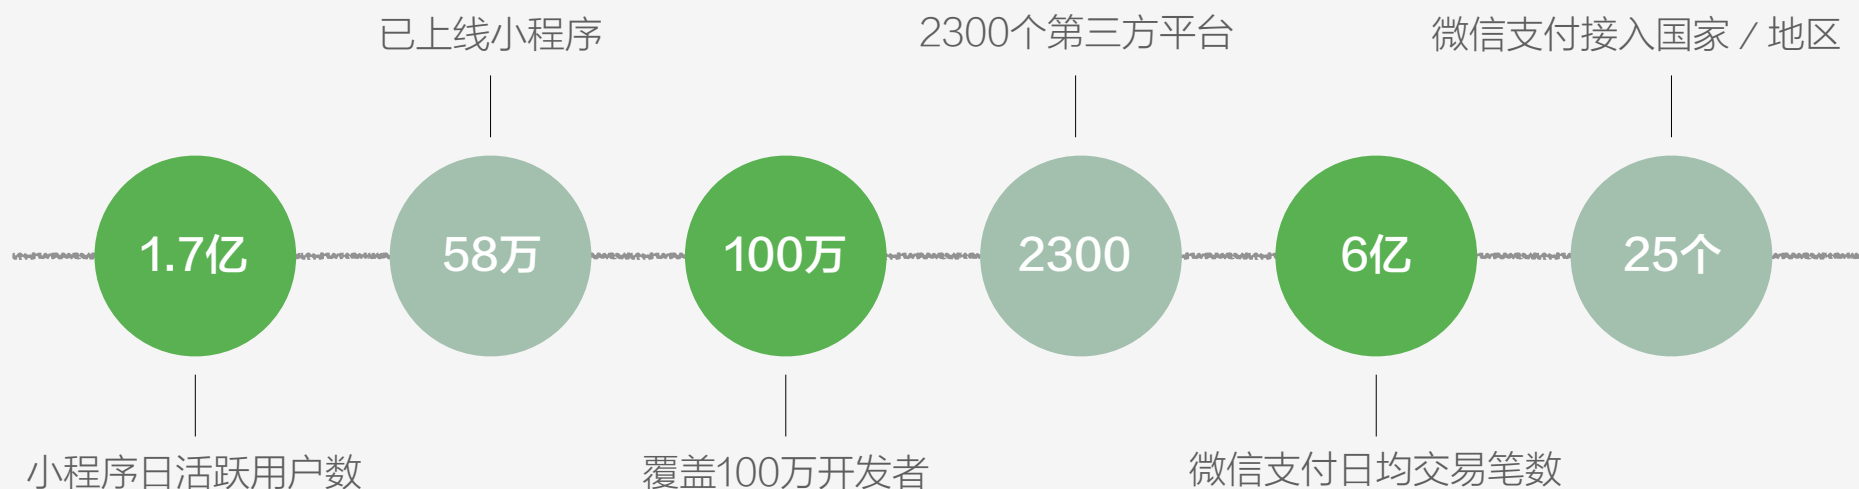 已上线小程序
2300个第三方平台
微信支付接入国家 / 地区
1.7亿
58万
100万
2300
6亿
25个
小程序日活跃用户数
覆盖100万开发者
微信支付日均交易笔数